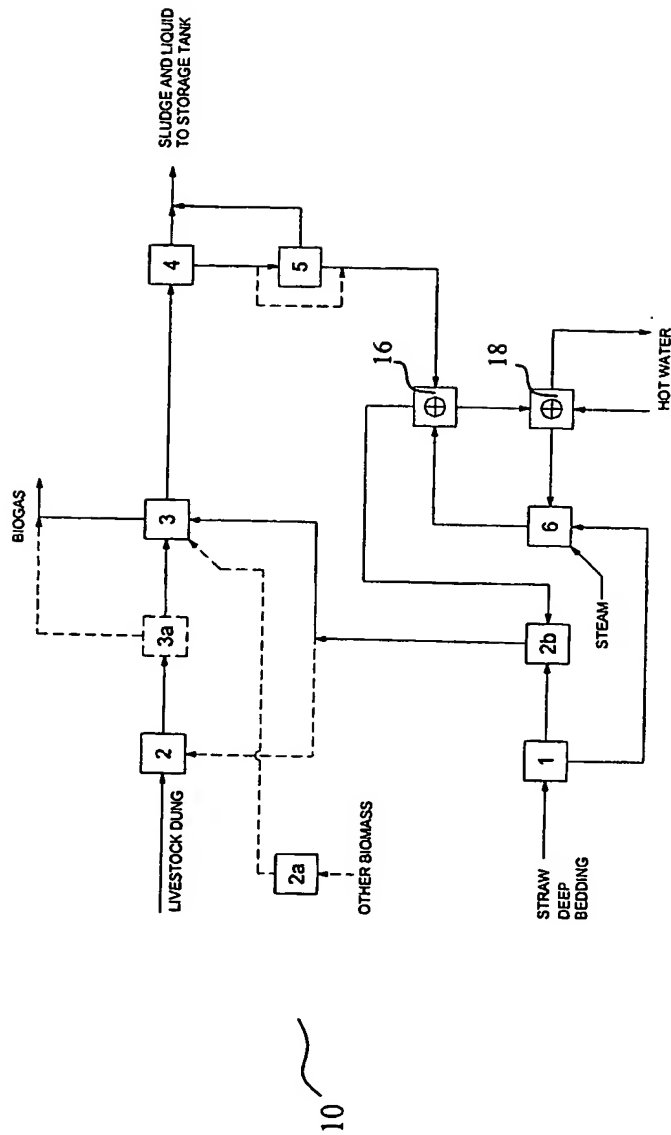 SLUDGE AND LIQUID
TO STORAGE TANK
4
5
BIOGAS
16
18
3
HOT WATER
3a
6
2b
STEAM
2
LIVESTOCK DUNG
2a
OTHER BIOMASS
1
STRAW
DEEP
BEDDING
10